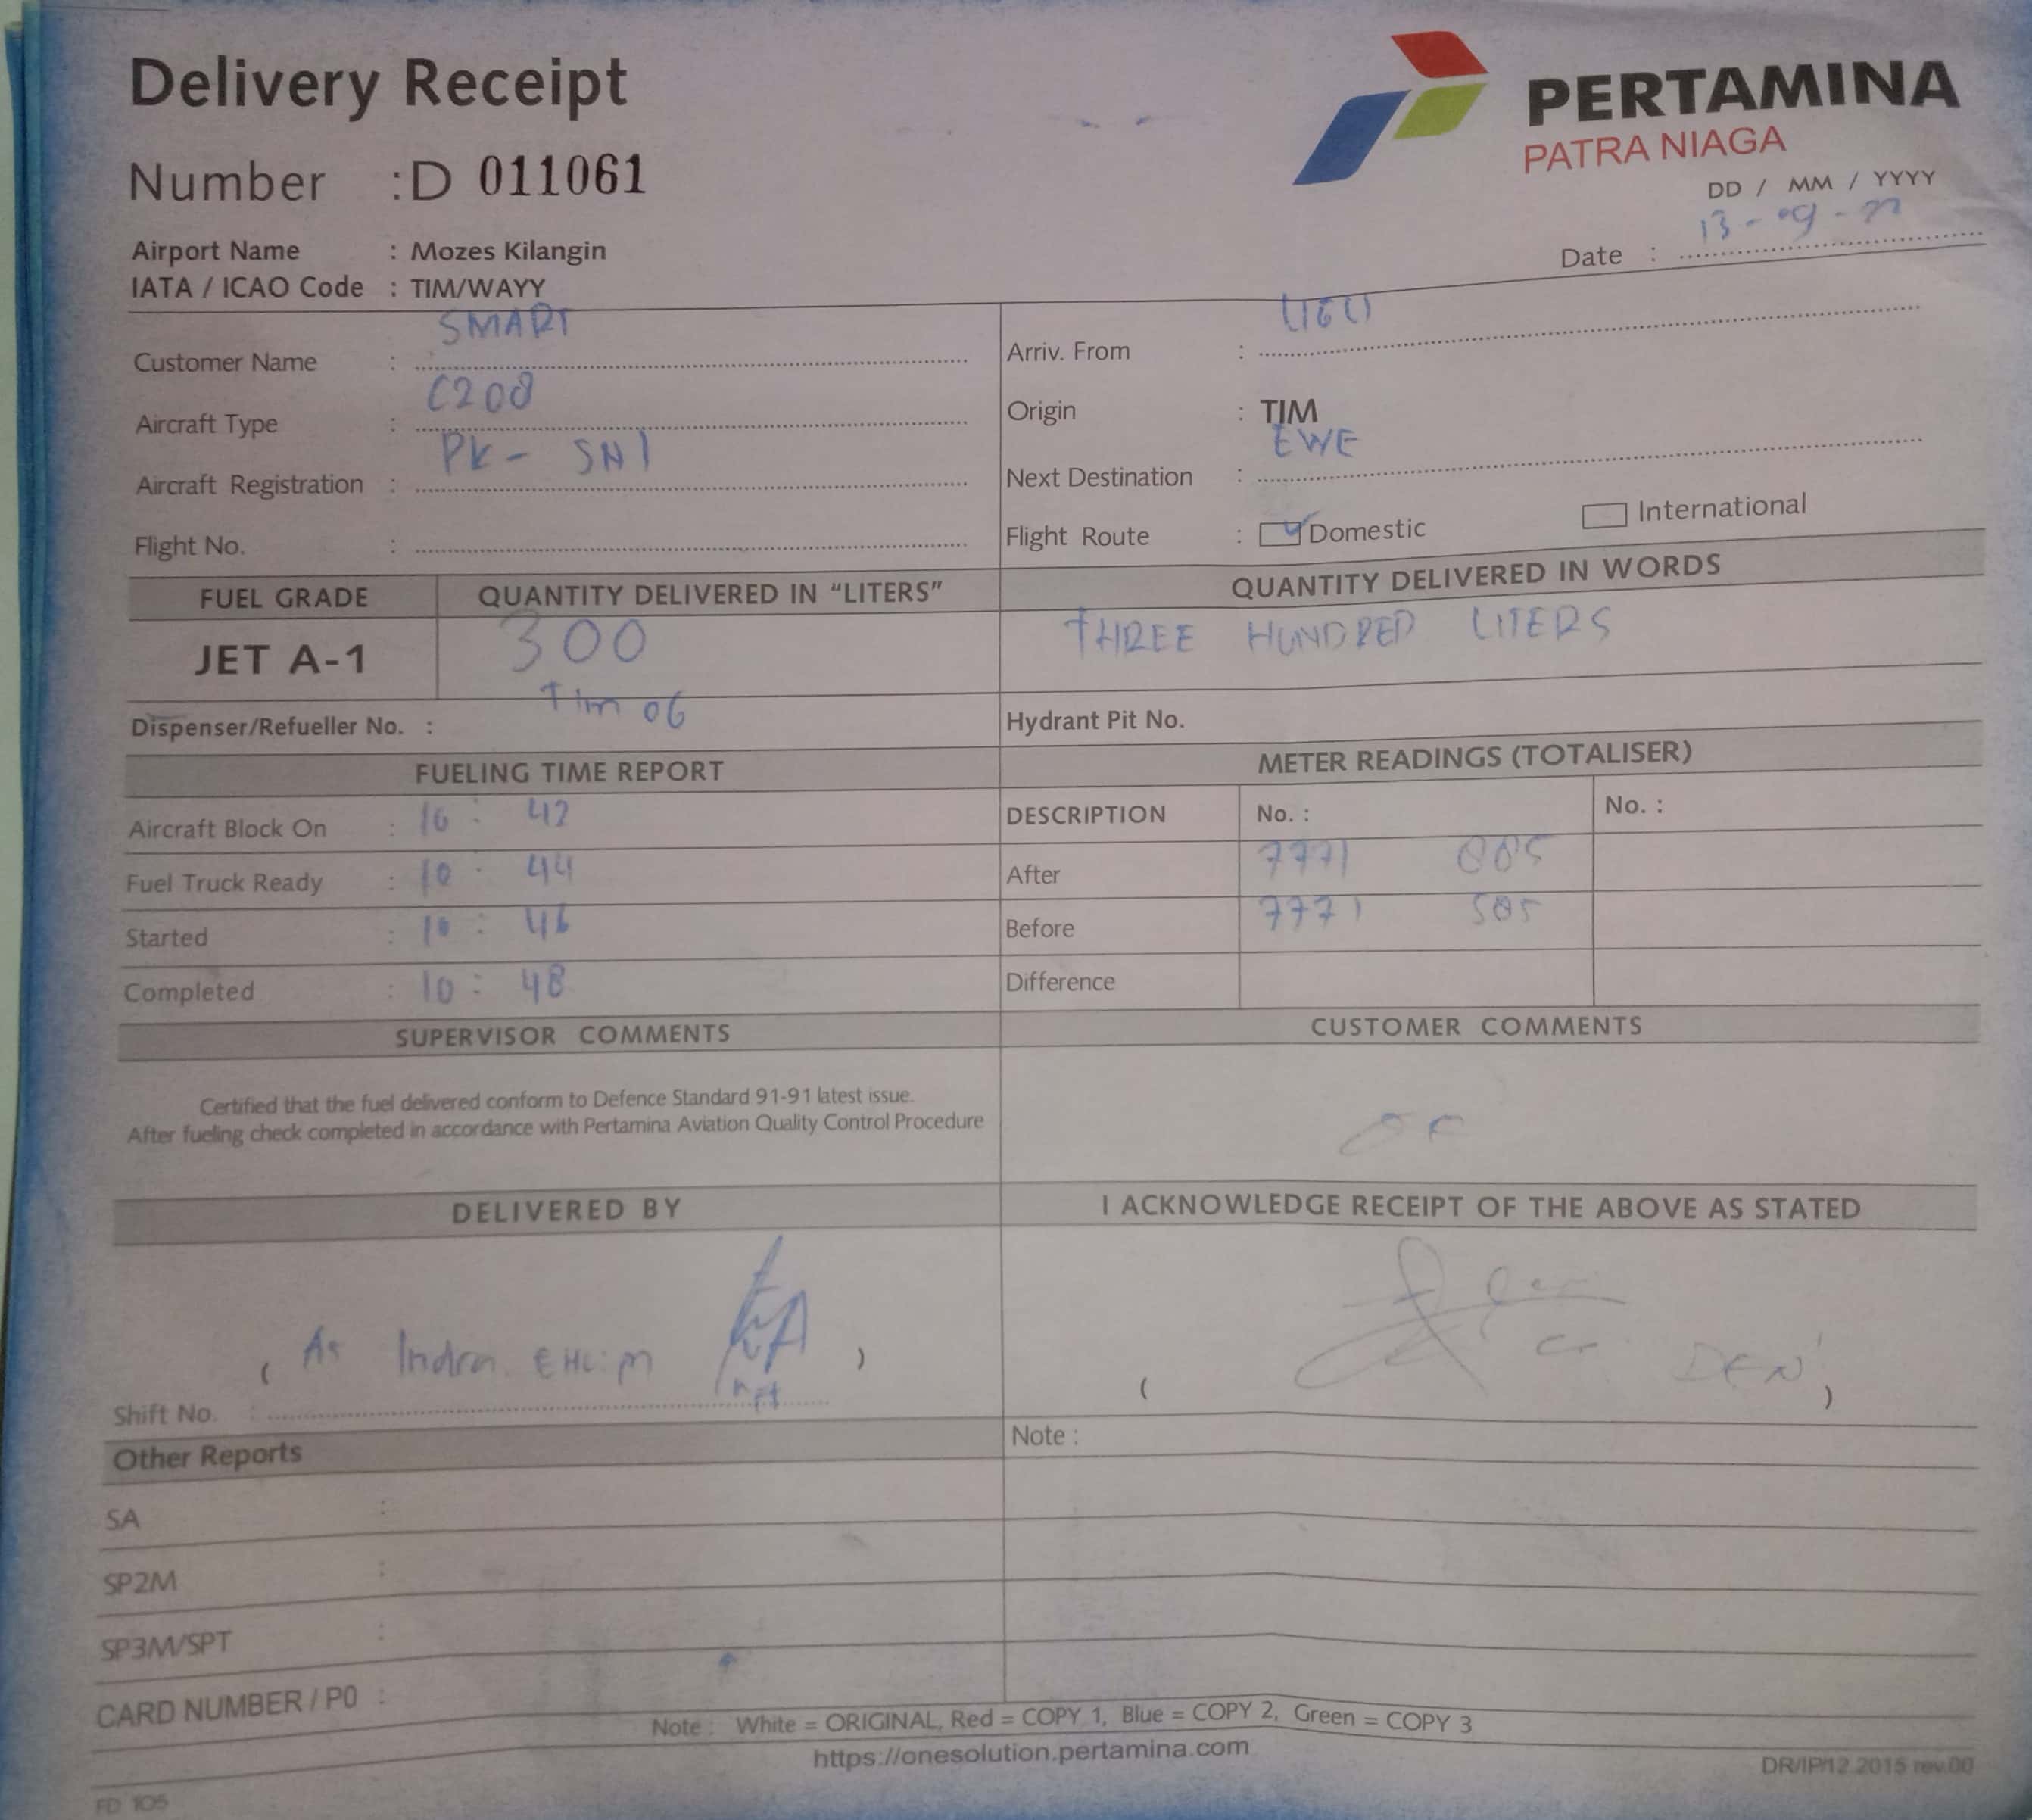 Delivery Receipt
PERTAMINA
PATRA NIAGA
Number : D 011061
DD / MM / YYYY
Airport Name : Mozes Kilangin
Date : 13-09-22
IATA / ICAO Code : TIM/WAYY
Customer Name : SMART
Arriv. From :
Aircraft Type : C208
Origin : TIM
Aircraft Registration : PK - SN1
Next Destination : EWE
Flight No. :
Flight Route : Domestic International
FUEL GRADE QUANTITY DELIVERED IN “LITERS” QUANTITY DELIVERED IN WORDS
JET A-1 300 THREE HUNDRED LITERS
Dispenser/Refueller No. : Tim 06
Hydrant Pit No.
FUELING TIME REPORT METER READINGS (TOTALISER)
Aircraft Block On : 10 : 42
DESCRIPTION No. : No. :
Fuel Truck Ready : 10 : 44
After 7771 805
Started : 10 : 46
Before 7771 505
Completed : 10 : 48
Difference
SUPERVISOR COMMENTS CUSTOMER COMMENTS
Certified that the fuel delivered conform to Defence Standard 91-91 latest issue.
After fueling check completed in accordance with Pertamina Aviation Quality Control Procedure
DELIVERED BY I ACKNOWLEDGE RECEIPT OF THE ABOVE AS STATED
( Indra )
( DEN )
Shift No. :
Other Reports Note :
SA :
SP2M :
SP3M/SPT :
CARD NUMBER / P0 :
Note : White = ORIGINAL, Red = COPY 1, Blue = COPY 2, Green = COPY 3
https://onesolution.pertamina.com
DR/IP/12.2015 rev.00
FD 105